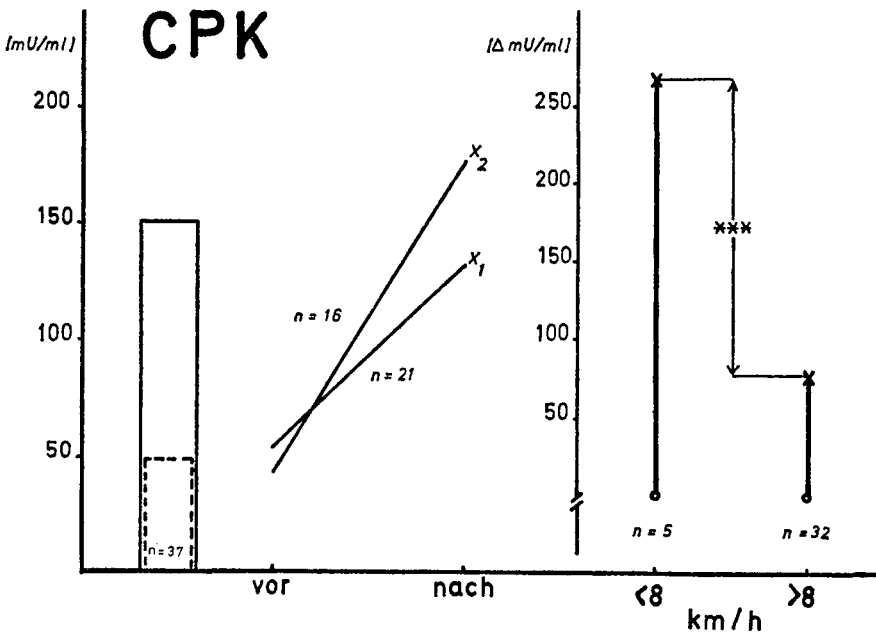 CPK
[mU/ml]
200
150
100
50
n=37
n = 16
n = 21
X2
X1
vor
nach
[Δ mU/ml]
250
200
150
100
50
***
n = 5
n = 32
<8
>8
km/h